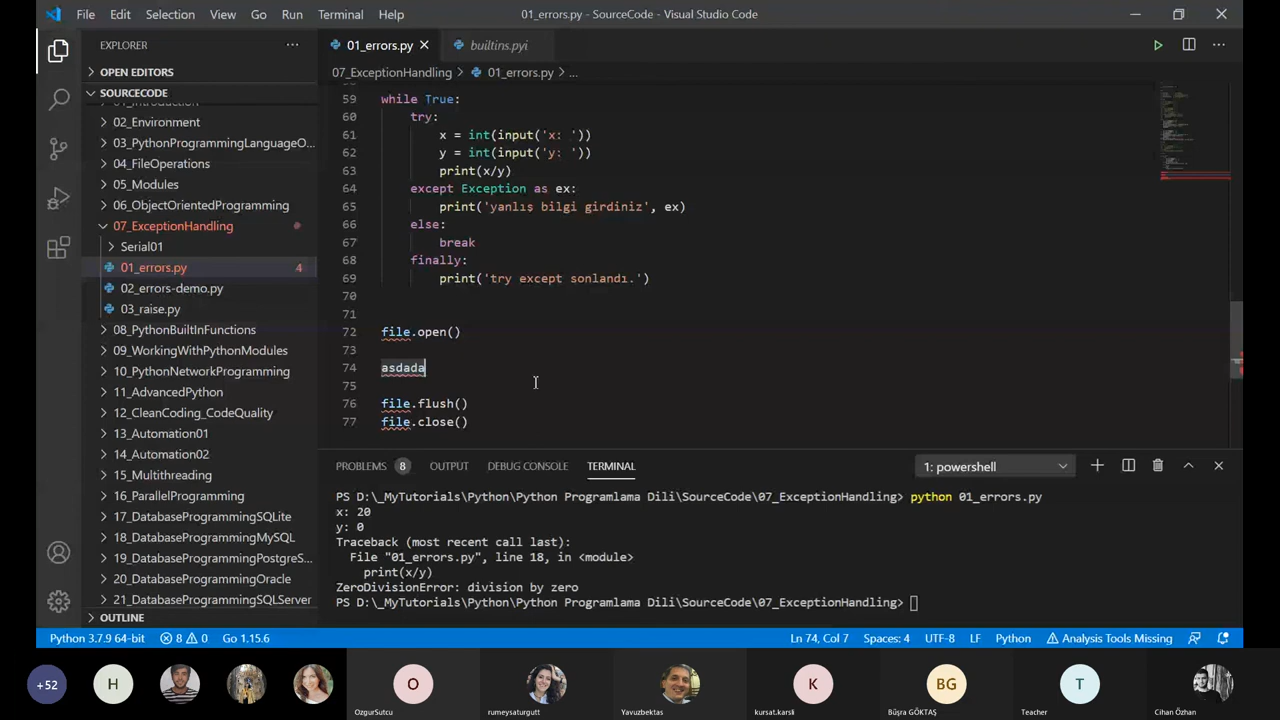 File Edit Selection View Go Run Terminal Help 01_errors.py - SourceCode - Visual Studio Code
EXPLORER
OPEN EDITORS
SOURCECODE
01_Introduction
02_Environment
03_PythonProgrammingLanguageO...
04_FileOperations
05_Modules
06_ObjectOrientedProgramming
07_ExceptionHandling
Serial01
01_errors.py 4
02_errors-demo.py
03_raise.py
08_PythonBuiltInFunctions
09_WorkingWithPythonModules
10_PythonNetworkProgramming
11_AdvancedPython
12_CleanCoding_CodeQuality
13_Automation01
14_Automation02
15_Multithreading
16_ParallelProgramming
17_DatabaseProgrammingSQLite
18_DatabaseProgrammingMySQL
19_DatabaseProgrammingPostgreS...
20_DatabaseProgrammingOracle
21_DatabaseProgrammingSQLServer
OUTLINE
01_errors.py builtins.pyi
07_ExceptionHandling > 01_errors.py > ...
59 while True:
60 try:
61 x = int(input('x: '))
62 y = int(input('y: '))
63 print(x/y)
64 except Exception as ex:
65 print('yanlış bilgi girdiniz', ex)
66 else:
67 break
68 finally:
69 print('try except sonlandı.')
70
71
72 file.open()
73
74 asdada
75
76 file.flush()
77 file.close()
PROBLEMS 8 OUTPUT DEBUG CONSOLE TERMINAL 1: powershell
PS D:\_MyTutorials\Python\Python Programlama Dili\SourceCode\07_ExceptionHandling> python 01_errors.py
x: 20
y: 0
Traceback (most recent call last):
File "01_errors.py", line 18, in <module>
print(x/y)
ZeroDivisionError: division by zero
PS D:\_MyTutorials\Python\Python Programlama Dili\SourceCode\07_ExceptionHandling>
Python 3.7.9 64-bit 8 0 Go 1.15.6 Ln 74, Col 7 Spaces: 4 UTF-8 LF Python Analysis Tools Missing
+52 H O K BG T
OzgurSutcu rumeysaturgutt Yavuzbektas kursat.karsli Büşra GÖKTAŞ Teacher Cihan Özhan